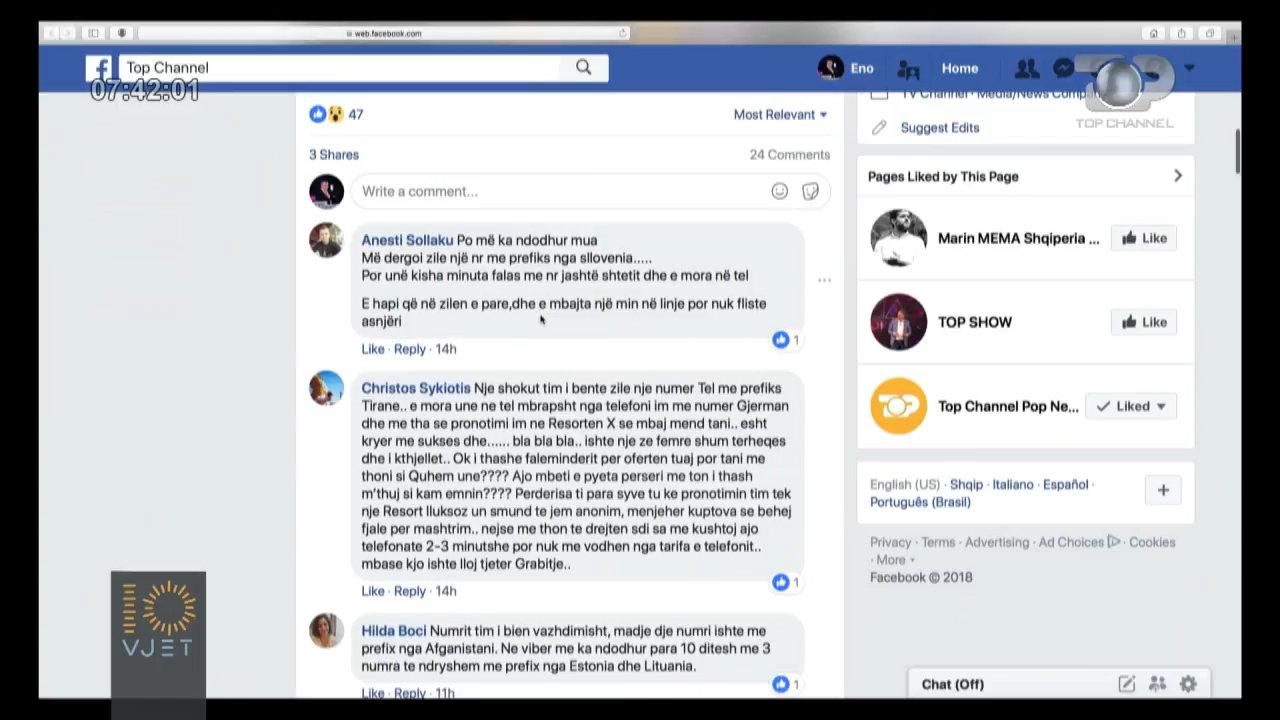 web.facebook.com
Top Channel
Eno
Home
07:42:01
TOP CHANNEL
47
Most Relevant
TV Channel · Media/News Comp
Suggest Edits
3 Shares
24 Comments
Write a comment...
Pages Liked by This Page
Anesti Sollaku Po më ka ndodhur mua
Më dergoi zile një nr me prefiks nga sllovenia.....
Por unë kisha minuta falas me nr jashtë shtetit dhe e mora në tel
E hapi që në zilen e pare,dhe e mbajta një min në linje por nuk fliste
asnjëri
1
Like · Reply · 14h
Marin MEMA Shqiperia ...
Like
TOP SHOW
Like
Top Channel Pop Ne...
Liked
Christos Sykiotis Nje shokut tim i bente zile nje numer Tel me prefiks
Tirane.. e mora une ne tel mbrapsht nga telefoni im me numer Gjerman
dhe me tha se pronotimi im ne Resorten X se mbaj mend tani.. esht
kryer me sukses dhe...... bla bla bla.. ishte nje ze femre shum terheqes
dhe i kthjellet.. Ok i thashe faleminderit per oferten tuaj por tani me
thoni si Quhem une???? Ajo mbeti e pyeta perseri me ton i thash
m'thuj si kam emnin???? Perderisa ti para syve tu ke pronotimin tim tek
nje Resort lluksoz un smund te jem anonim, menjeher kuptova se behej
fjale per mashtrim.. nejse me thon te drejten sdi sa me kushtoj ajo
telefonate 2-3 minutshe por nuk me vodhen nga tarifa e telefonit..
mbase kjo ishte lloj tjeter Grabitje..
1
Like · Reply · 14h
English (US) · Shqip · Italiano · Español ·
Português (Brasil)
Privacy · Terms · Advertising · Ad Choices · Cookies
· More
Facebook © 2018
Hilda Boci Numrit tim i bien vazhdimisht, madje dje numri ishte me
prefix nga Afganistani. Ne viber me ka ndodhur para 10 ditesh me 3
numra te ndryshem me prefix nga Estonia dhe Lituania.
1
Like · Reply · 11h
Chat (Off)
10
VJET